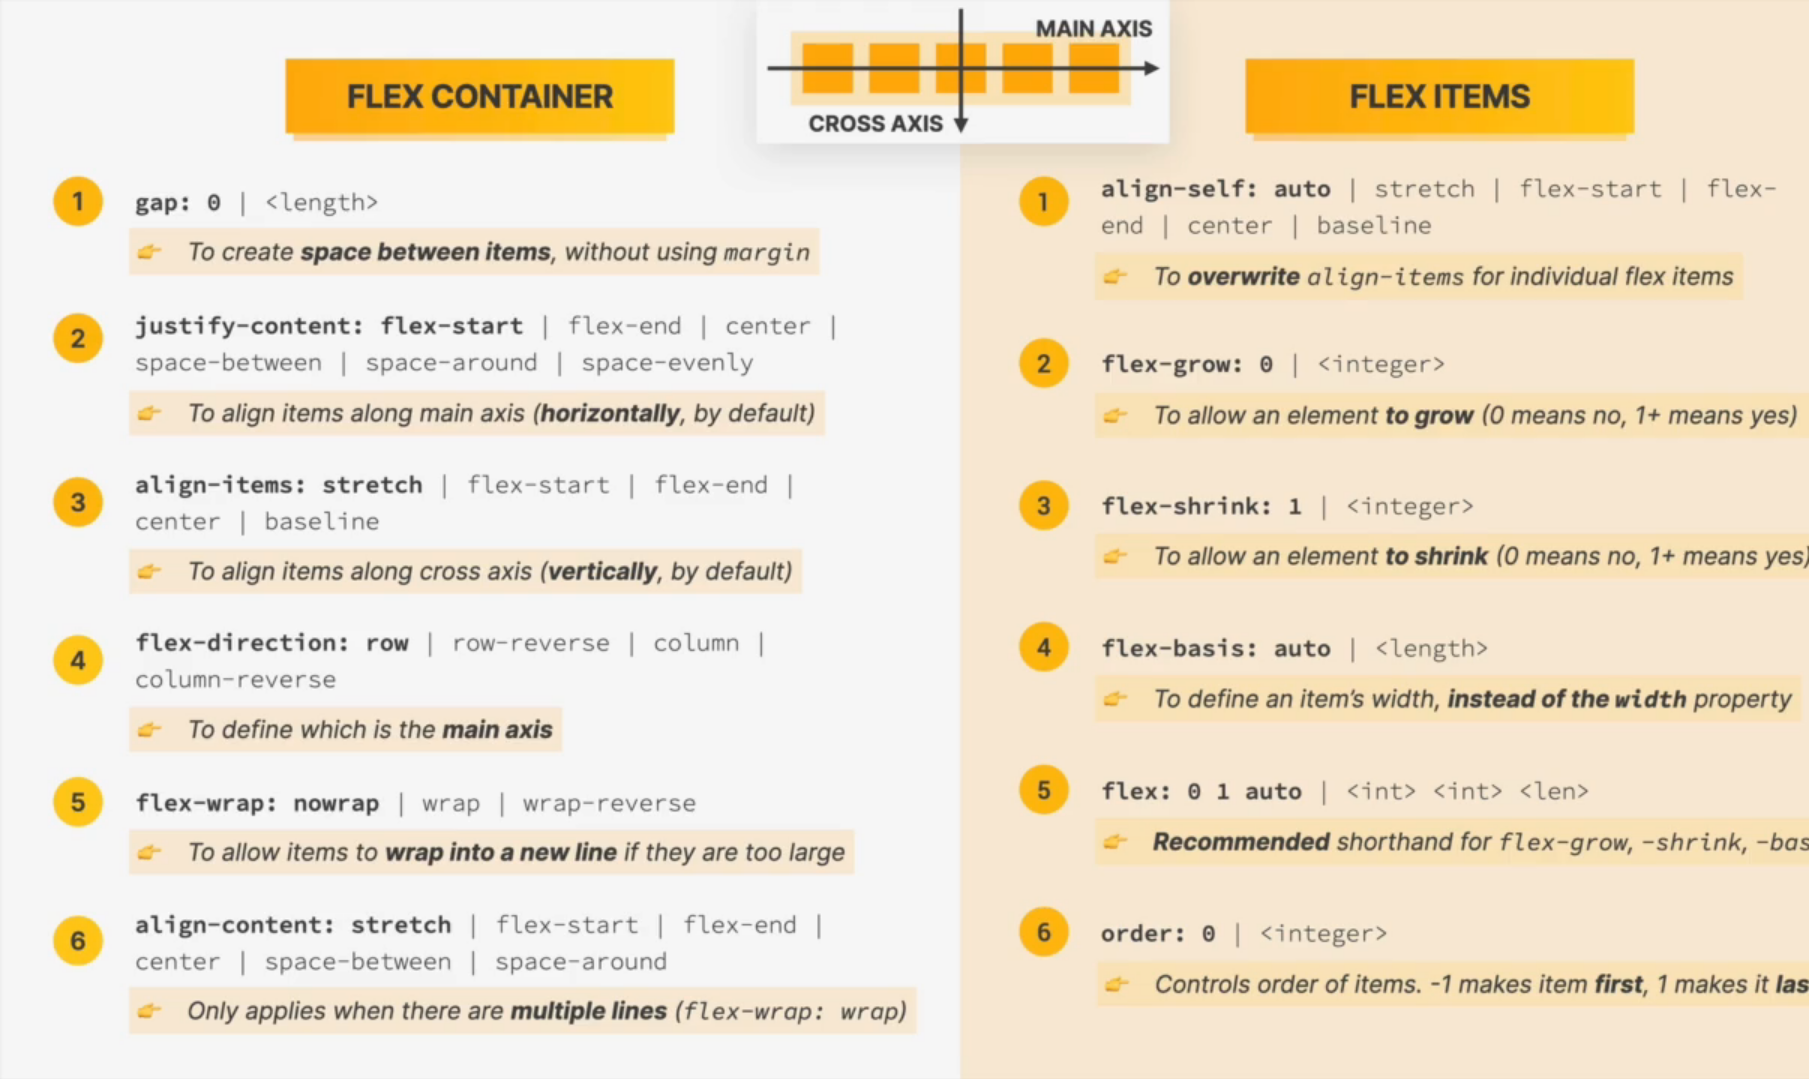 MAIN AXIS
CROSS AXIS
FLEX CONTAINER
1
gap: 0 | <length>
👉 To create space between items, without using margin
2
justify-content: flex-start | flex-end | center |
space-between | space-around | space-evenly
👉 To align items along main axis (horizontally, by default)
3
align-items: stretch | flex-start | flex-end |
center | baseline
👉 To align items along cross axis (vertically, by default)
4
flex-direction: row | row-reverse | column |
column-reverse
👉 To define which is the main axis
5
flex-wrap: nowrap | wrap | wrap-reverse
👉 To allow items to wrap into a new line if they are too large
6
align-content: stretch | flex-start | flex-end |
center | space-between | space-around
👉 Only applies when there are multiple lines (flex-wrap: wrap)
FLEX ITEMS
1
align-self: auto | stretch | flex-start | flex-
end | center | baseline
👉 To overwrite align-items for individual flex items
2
flex-grow: 0 | <integer>
👉 To allow an element to grow (0 means no, 1+ means yes)
3
flex-shrink: 1 | <integer>
👉 To allow an element to shrink (0 means no, 1+ means yes)
4
flex-basis: auto | <length>
👉 To define an item's width, instead of the width property
5
flex: 0 1 auto | <int> <int> <len>
👉 Recommended shorthand for flex-grow, -shrink, -bas
6
order: 0 | <integer>
👉 Controls order of items. -1 makes item first, 1 makes it las